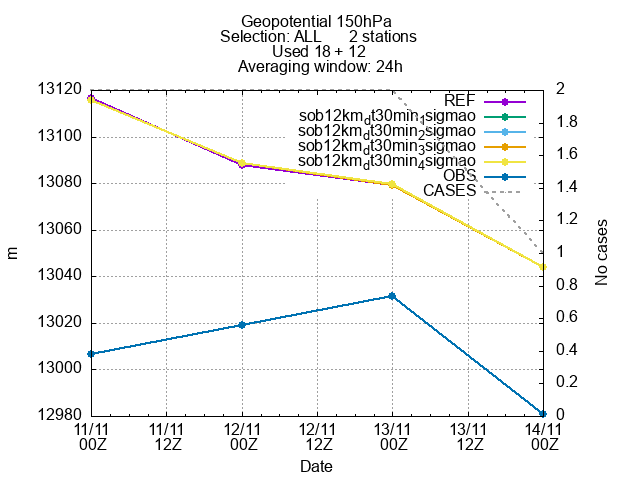 Geopotential 150hPa
Selection: ALL 2 stations
Used 18 + 12
Averaging window: 24h
13120
13100
13080
13060
13040
13020
13000
12980
m
2
1.8
1.6
1.4
1.2
1
0.8
0.6
0.4
0.2
0
No cases
REF
sob12km_dt30min_1sigmao
sob12km_dt30min_2sigmao
sob12km_dt30min_3sigmao
sob12km_dt30min_4sigmao
OBS
CASES
11/11 11/11 12/11 12/11 13/11 13/11 14/11
00Z 12Z 00Z 12Z 00Z 12Z 00Z
Date